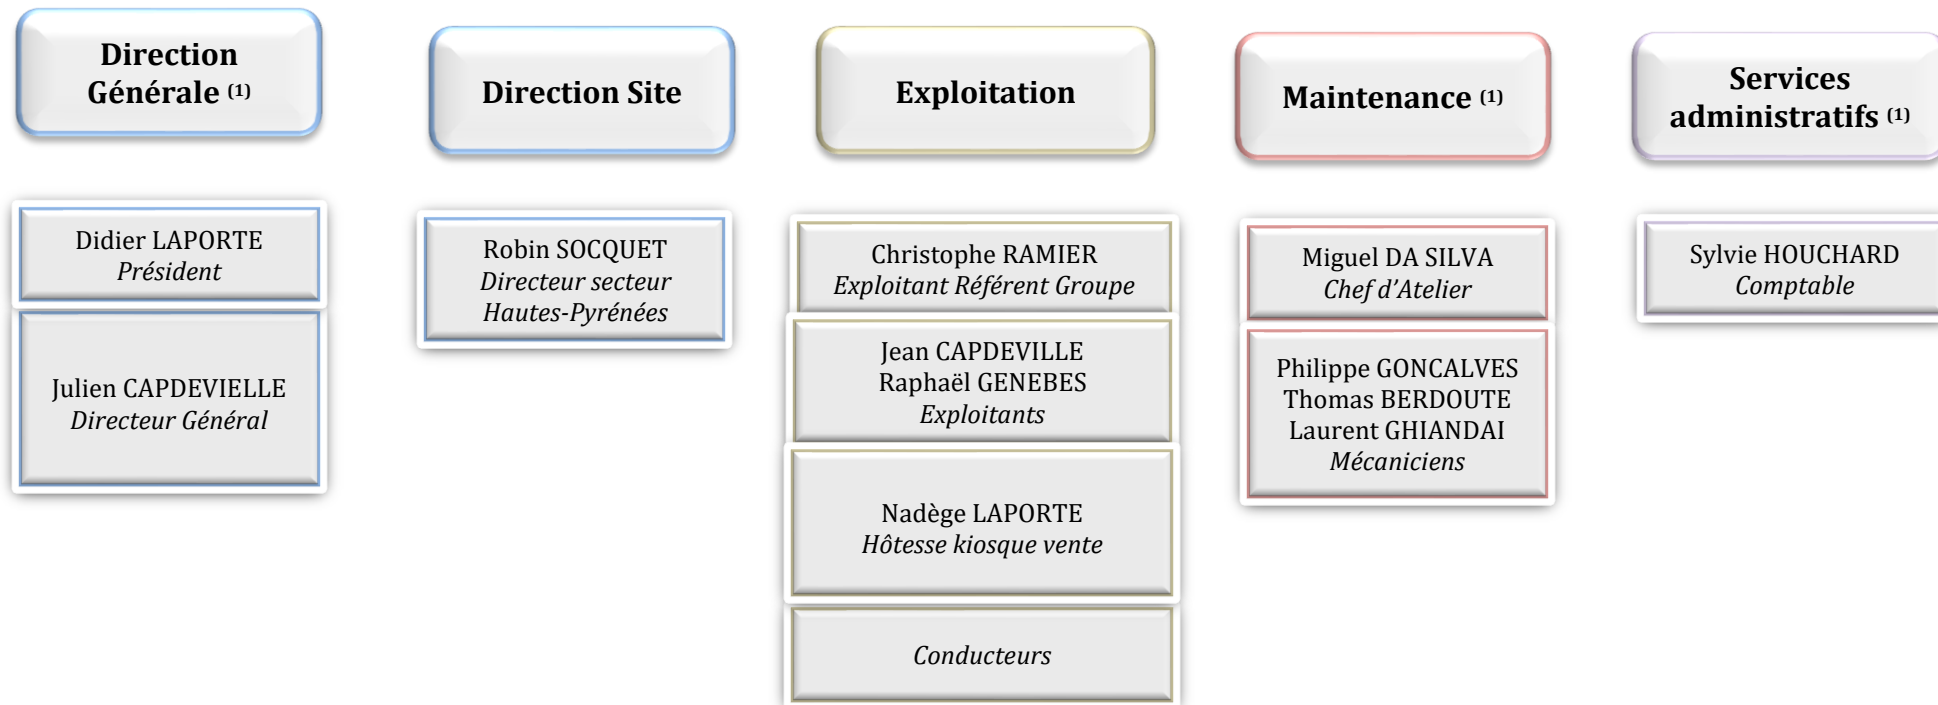 Direction
Générale (1)
Didier LAPORTE
Président
Julien CAPDEVIELLE
Directeur Général
Direction Site
Robin SOCQUET
Directeur secteur
Hautes-Pyrénées
Exploitation
Christophe RAMIER
Exploitant Référent Groupe
Jean CAPDEVILLE
Raphaël GENEBES
Exploitants
Nadège LAPORTE
Hôtesse kiosque vente
Conducteurs
Maintenance (1)
Miguel DA SILVA
Chef d’Atelier
Philippe GONCALVES
Thomas BERDOUTE
Laurent GHIANDAI
Mécaniciens
Services
administratifs (1)
Sylvie HOUCHARD
Comptable